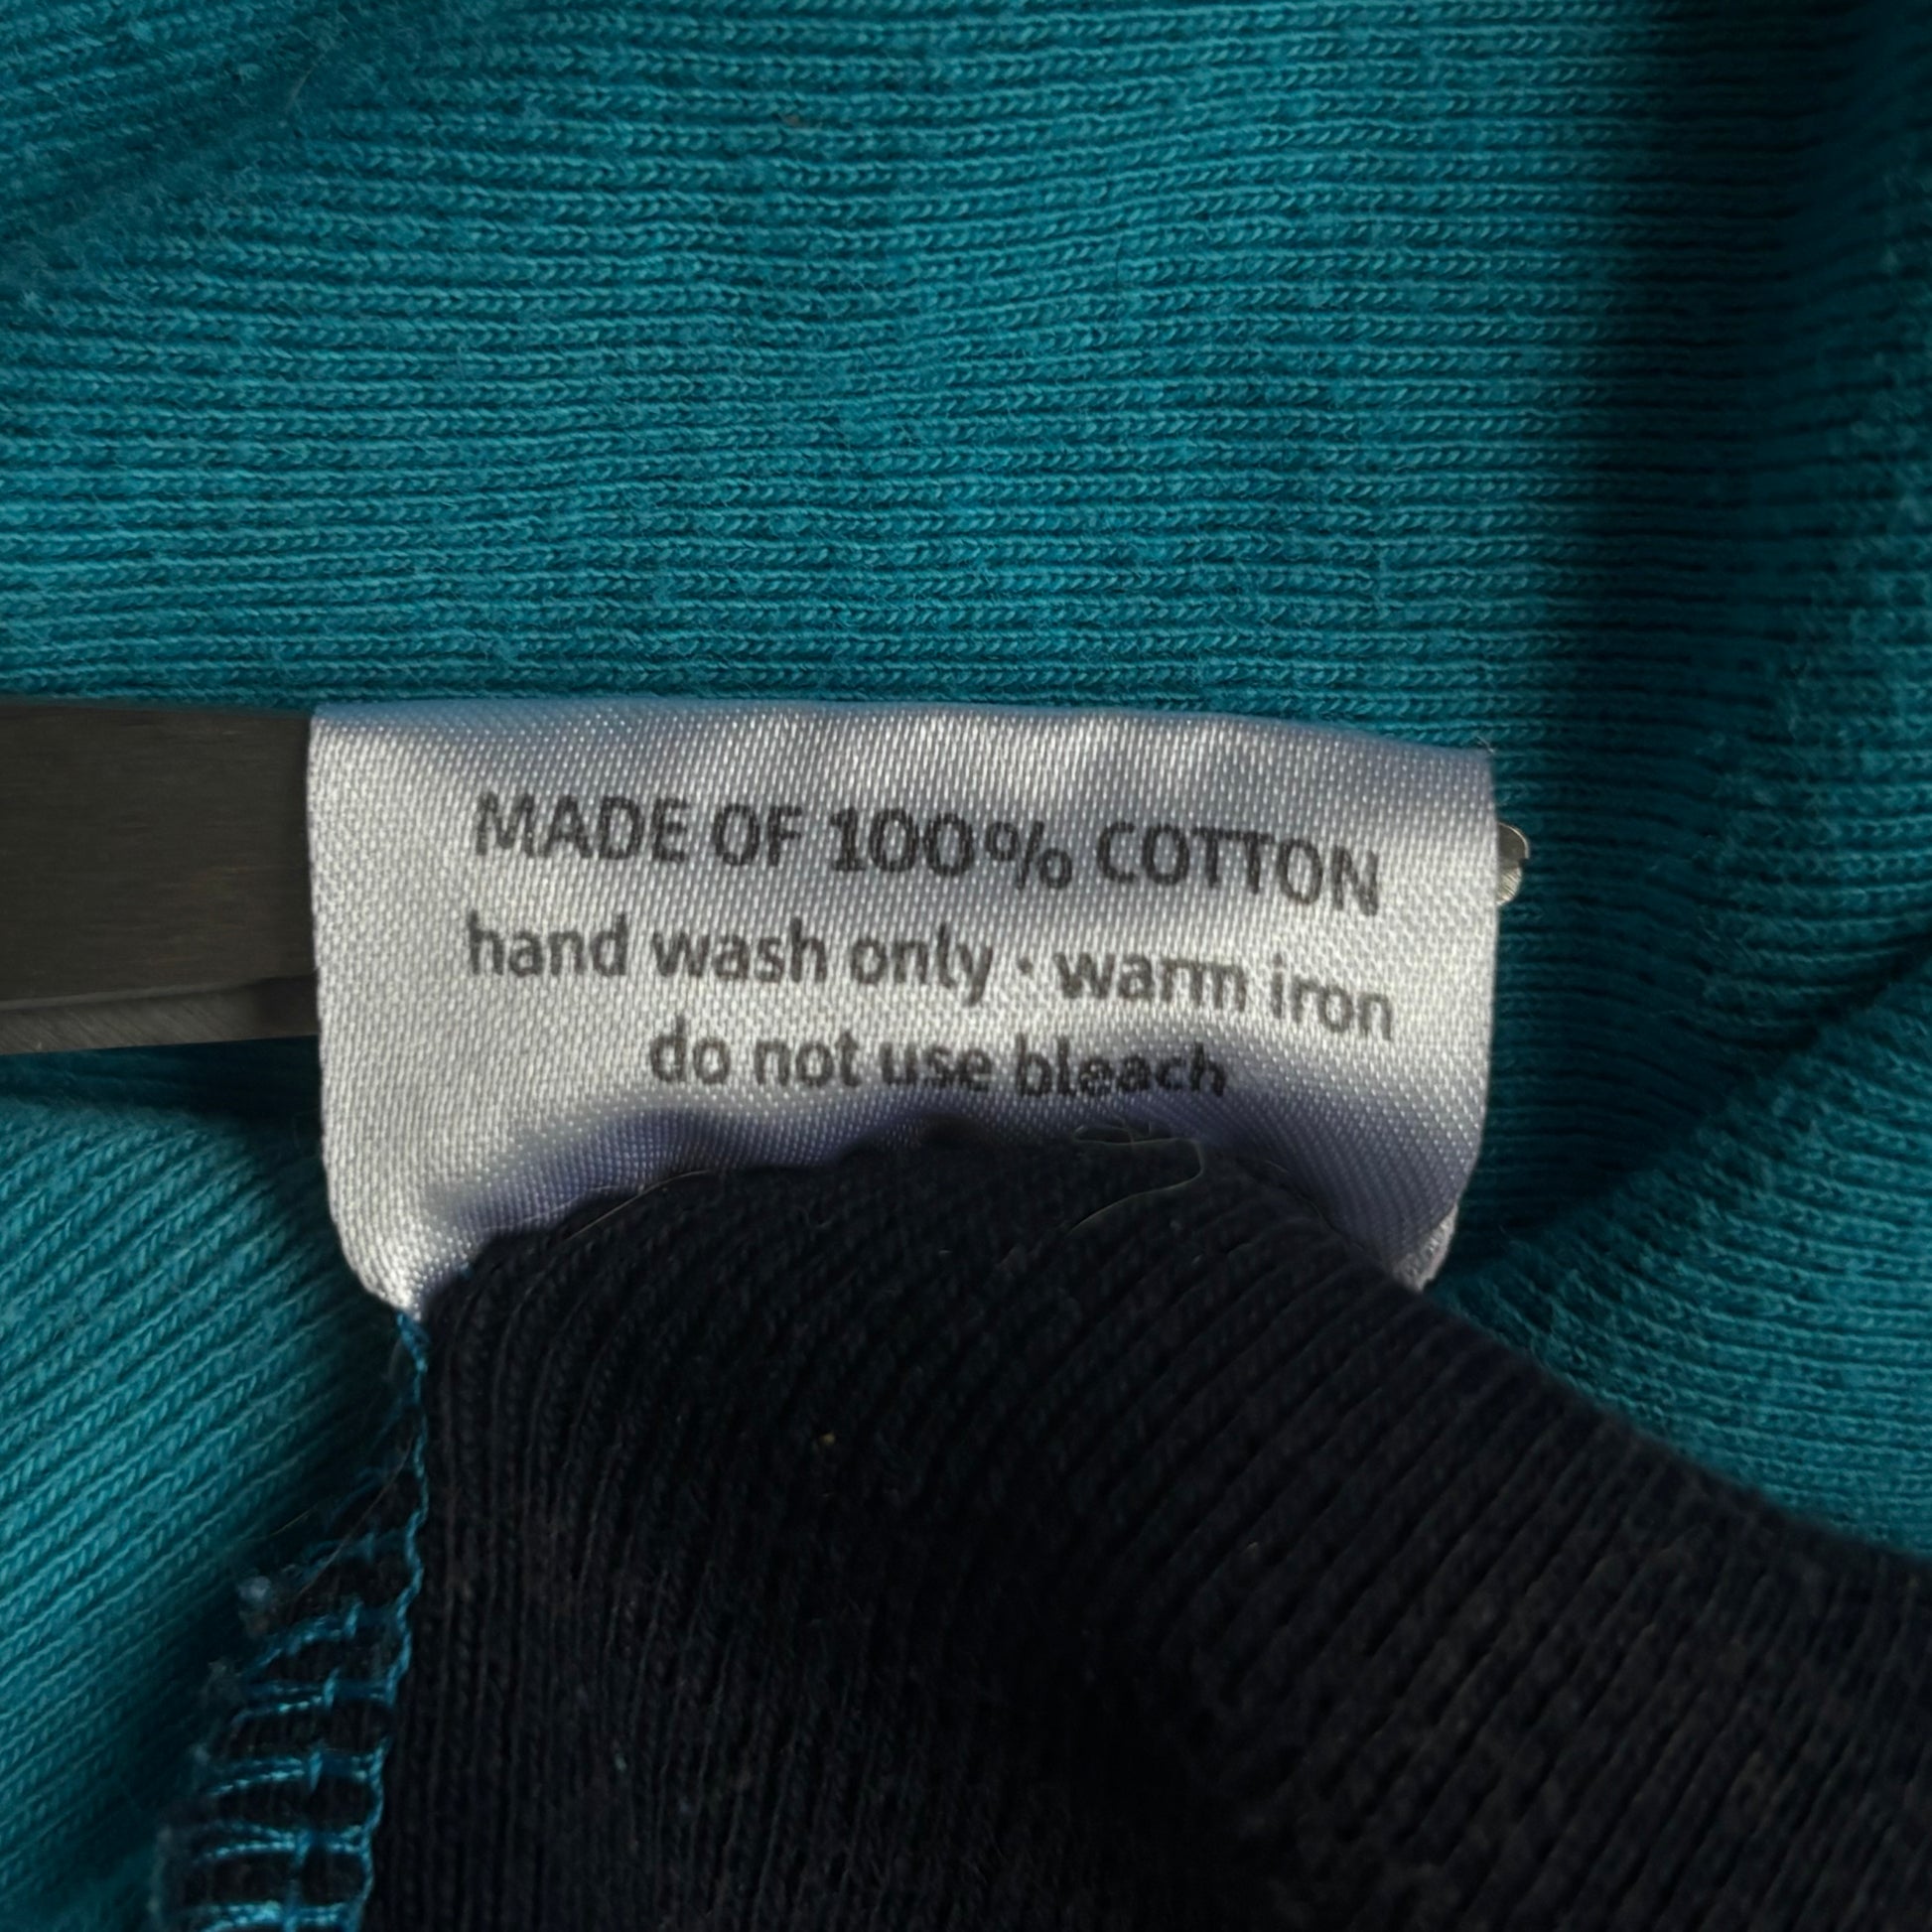 MADE OF 100% COTTON
hand wash only · warm iron
do not use bleach